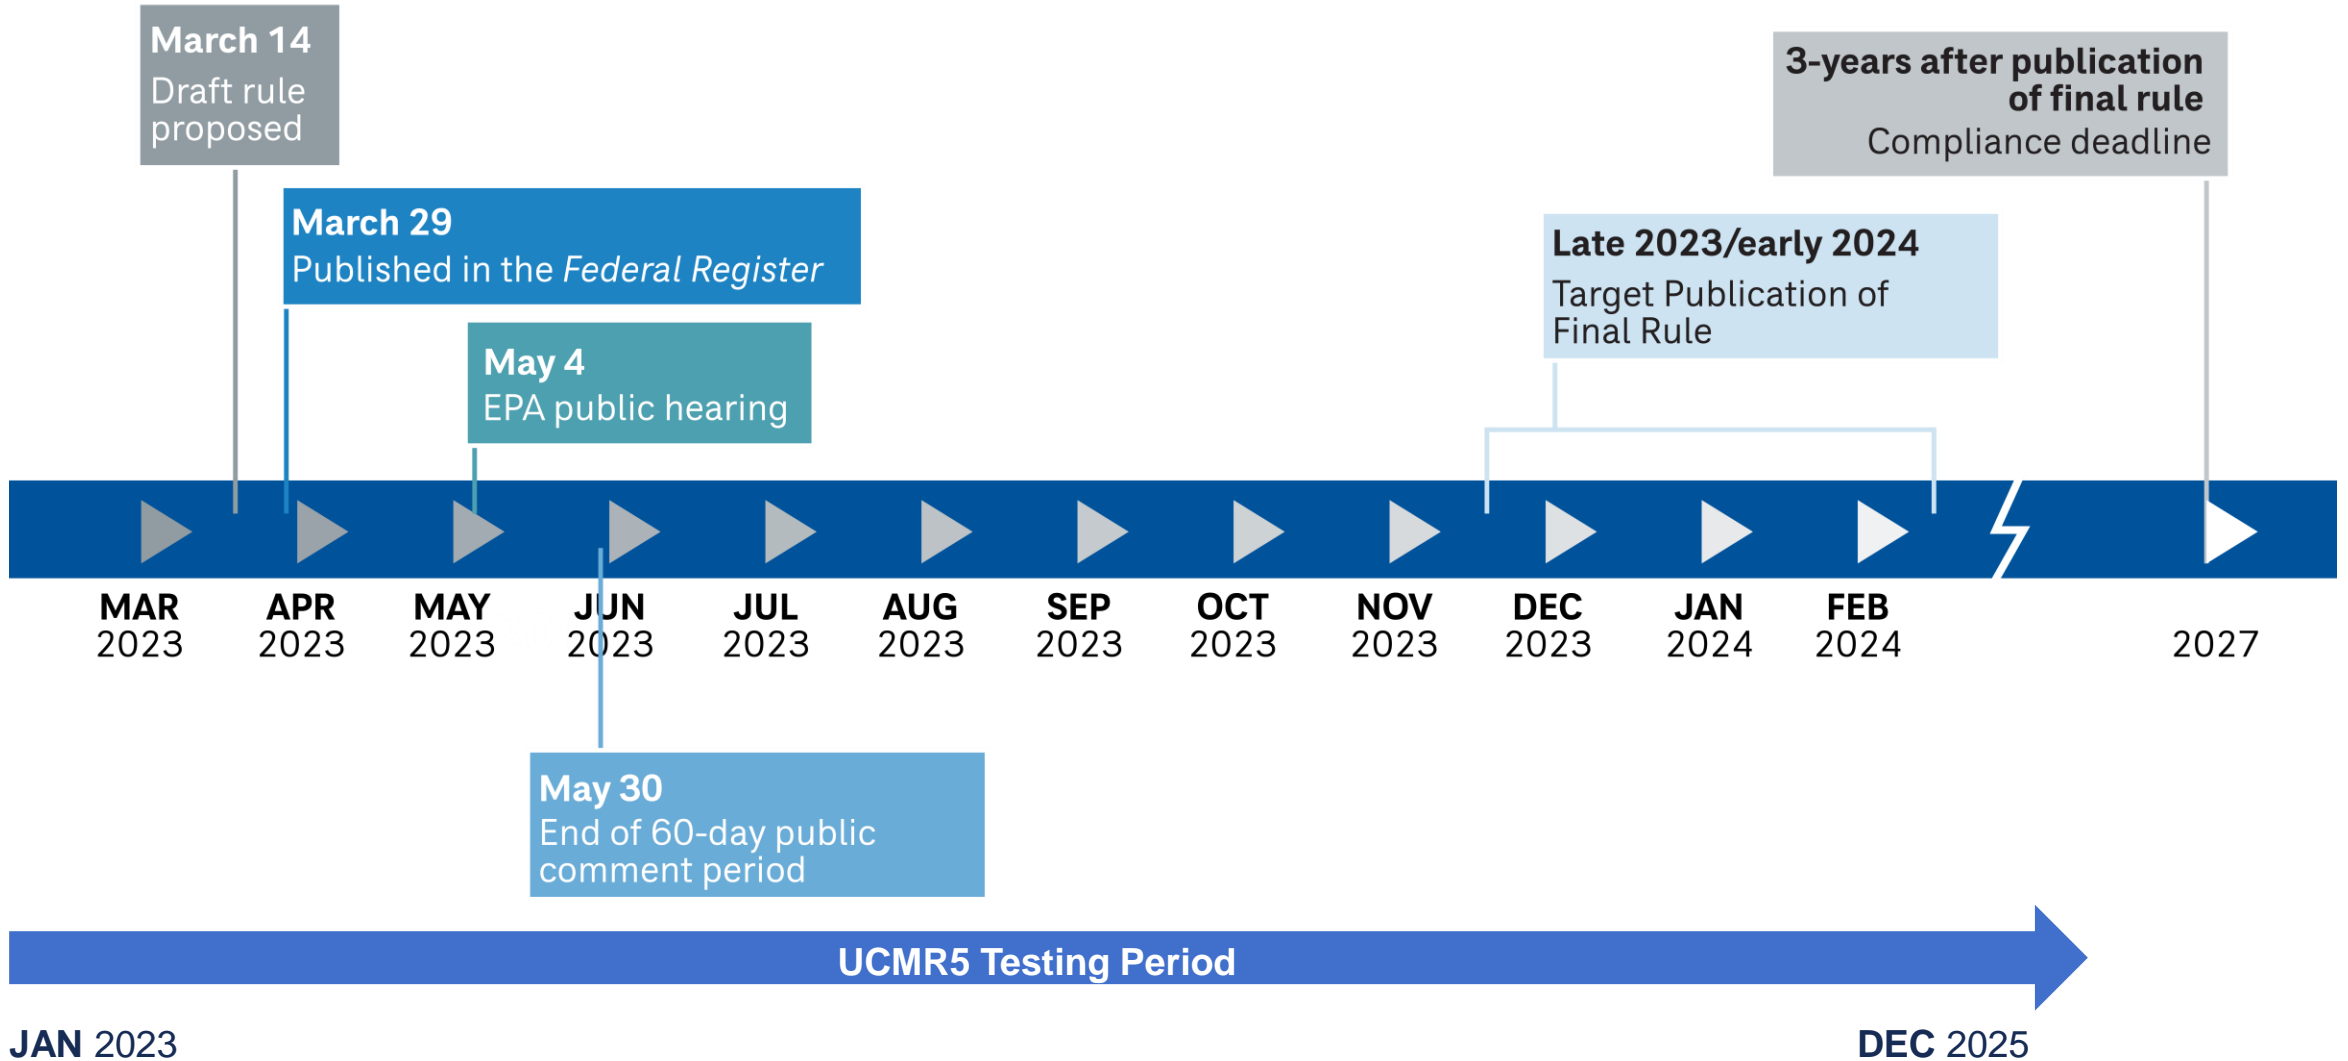 March 14
Draft rule
proposed
3-years after publication
of final rule
Compliance deadline
March 29
Published in the Federal Register
Late 2023/early 2024
Target Publication of
Final Rule
May 4
EPA public hearing
MAR APR MAY JUN JUL AUG SEP OCT NOV DEC JAN FEB
2023 2023 2023 2023 2023 2023 2023 2023 2023 2023 2024 2024 2027
May 30
End of 60-day public
comment period
UCMR5 Testing Period
JAN 2023 DEC 2025